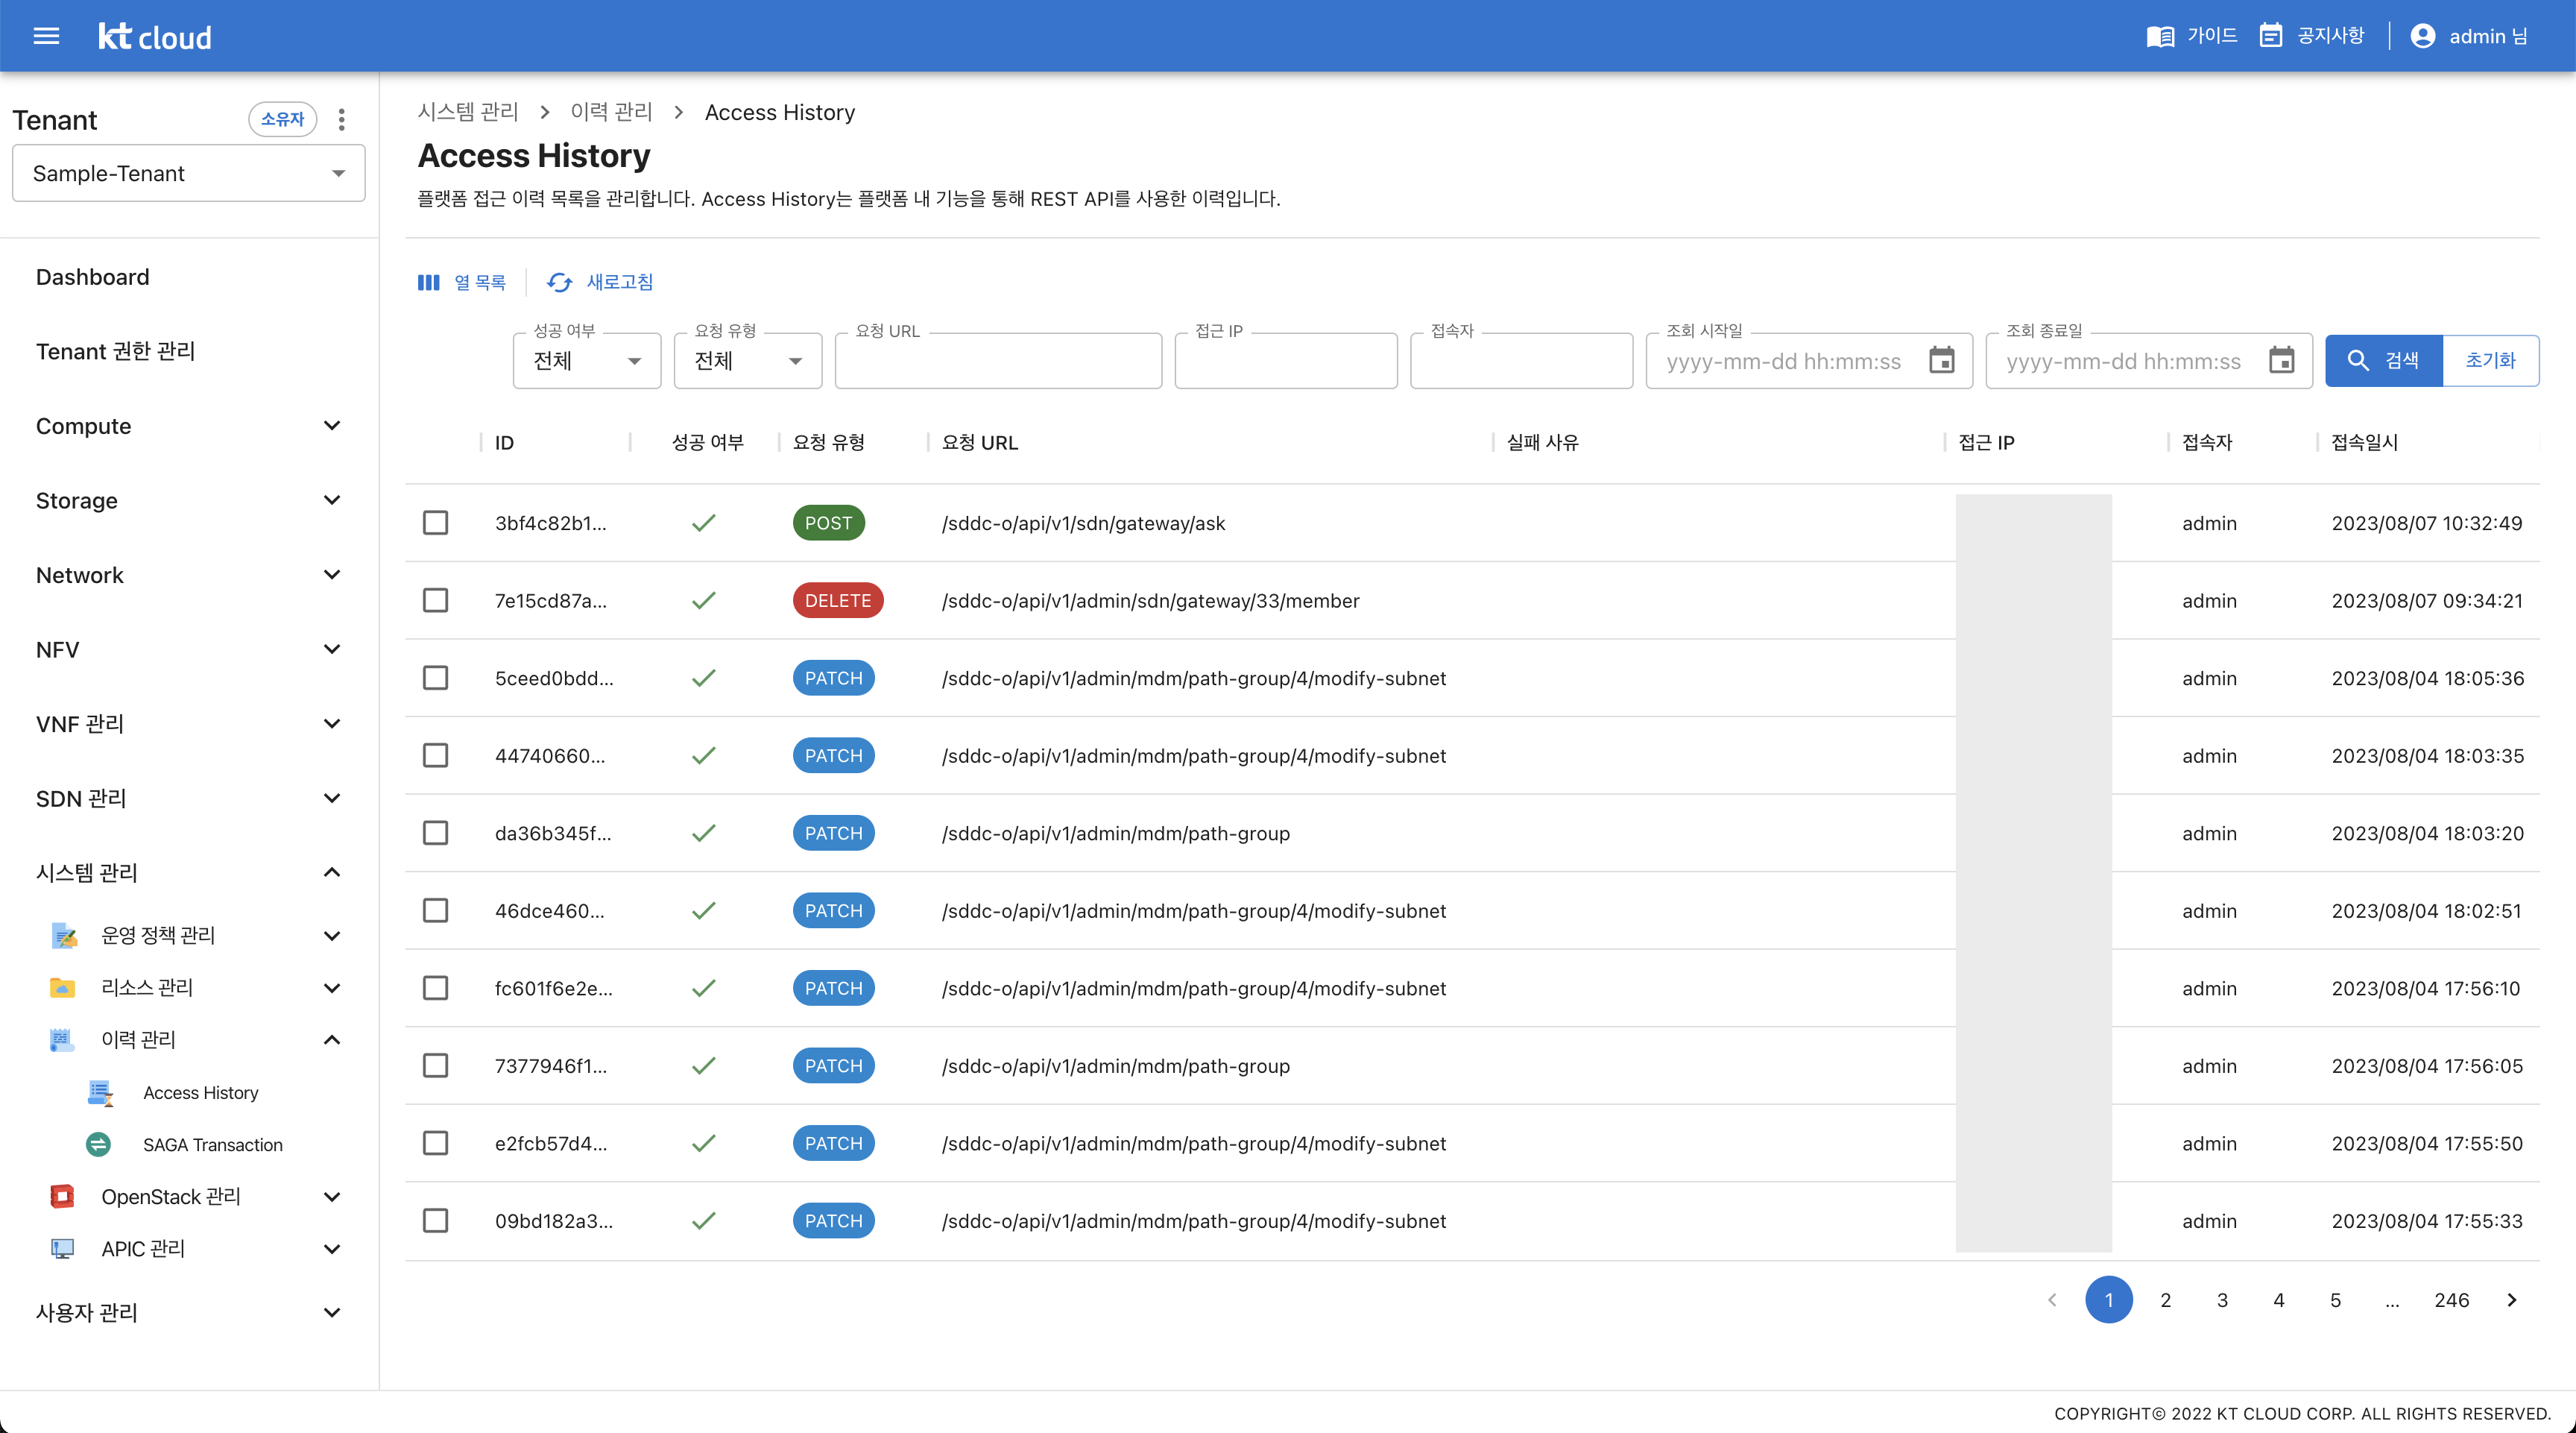 kt cloud
가이드
공지사항
admin 님
Tenant
소유자
Sample-Tenant
Dashboard
Tenant 권한 관리
Compute
Storage
Network
NFV
VNF 관리
SDN 관리
시스템 관리
운영 정책 관리
리소스 관리
이력 관리
Access History
SAGA Transaction
OpenStack 관리
APIC 관리
사용자 관리
시스템 관리 > 이력 관리 > Access History
Access History
플랫폼 접근 이력 목록을 관리합니다. Access History는 플랫폼 내 기능을 통해 REST API를 사용한 이력입니다.
열 목록 새로고침
성공 여부 요청 유형 요청 URL 접근 IP 접속자 조회 시작일 조회 종료일
전체 전체 yyyy-mm-dd hh:mm:ss yyyy-mm-dd hh:mm:ss 검색 초기화
ID 성공 여부 요청 유형 요청 URL 실패 사유 접근 IP 접속자 접속일시
3bf4c82b1... POST /sddc-o/api/v1/sdn/gateway/ask admin 2023/08/07 10:32:49
7e15cd87a... DELETE /sddc-o/api/v1/admin/sdn/gateway/33/member admin 2023/08/07 09:34:21
5ceed0bdd... PATCH /sddc-o/api/v1/admin/mdm/path-group/4/modify-subnet admin 2023/08/04 18:05:36
44740660... PATCH /sddc-o/api/v1/admin/mdm/path-group/4/modify-subnet admin 2023/08/04 18:03:35
da36b345f... PATCH /sddc-o/api/v1/admin/mdm/path-group admin 2023/08/04 18:03:20
46dce460... PATCH /sddc-o/api/v1/admin/mdm/path-group/4/modify-subnet admin 2023/08/04 18:02:51
fc601f6e2e... PATCH /sddc-o/api/v1/admin/mdm/path-group/4/modify-subnet admin 2023/08/04 17:56:10
7377946f1... PATCH /sddc-o/api/v1/admin/mdm/path-group admin 2023/08/04 17:56:05
e2fcb57d4... PATCH /sddc-o/api/v1/admin/mdm/path-group/4/modify-subnet admin 2023/08/04 17:55:50
09bd182a3... PATCH /sddc-o/api/v1/admin/mdm/path-group/4/modify-subnet admin 2023/08/04 17:55:33
1 2 3 4 5 ... 246
COPYRIGHT© 2022 KT CLOUD CORP. ALL RIGHTS RESERVED.